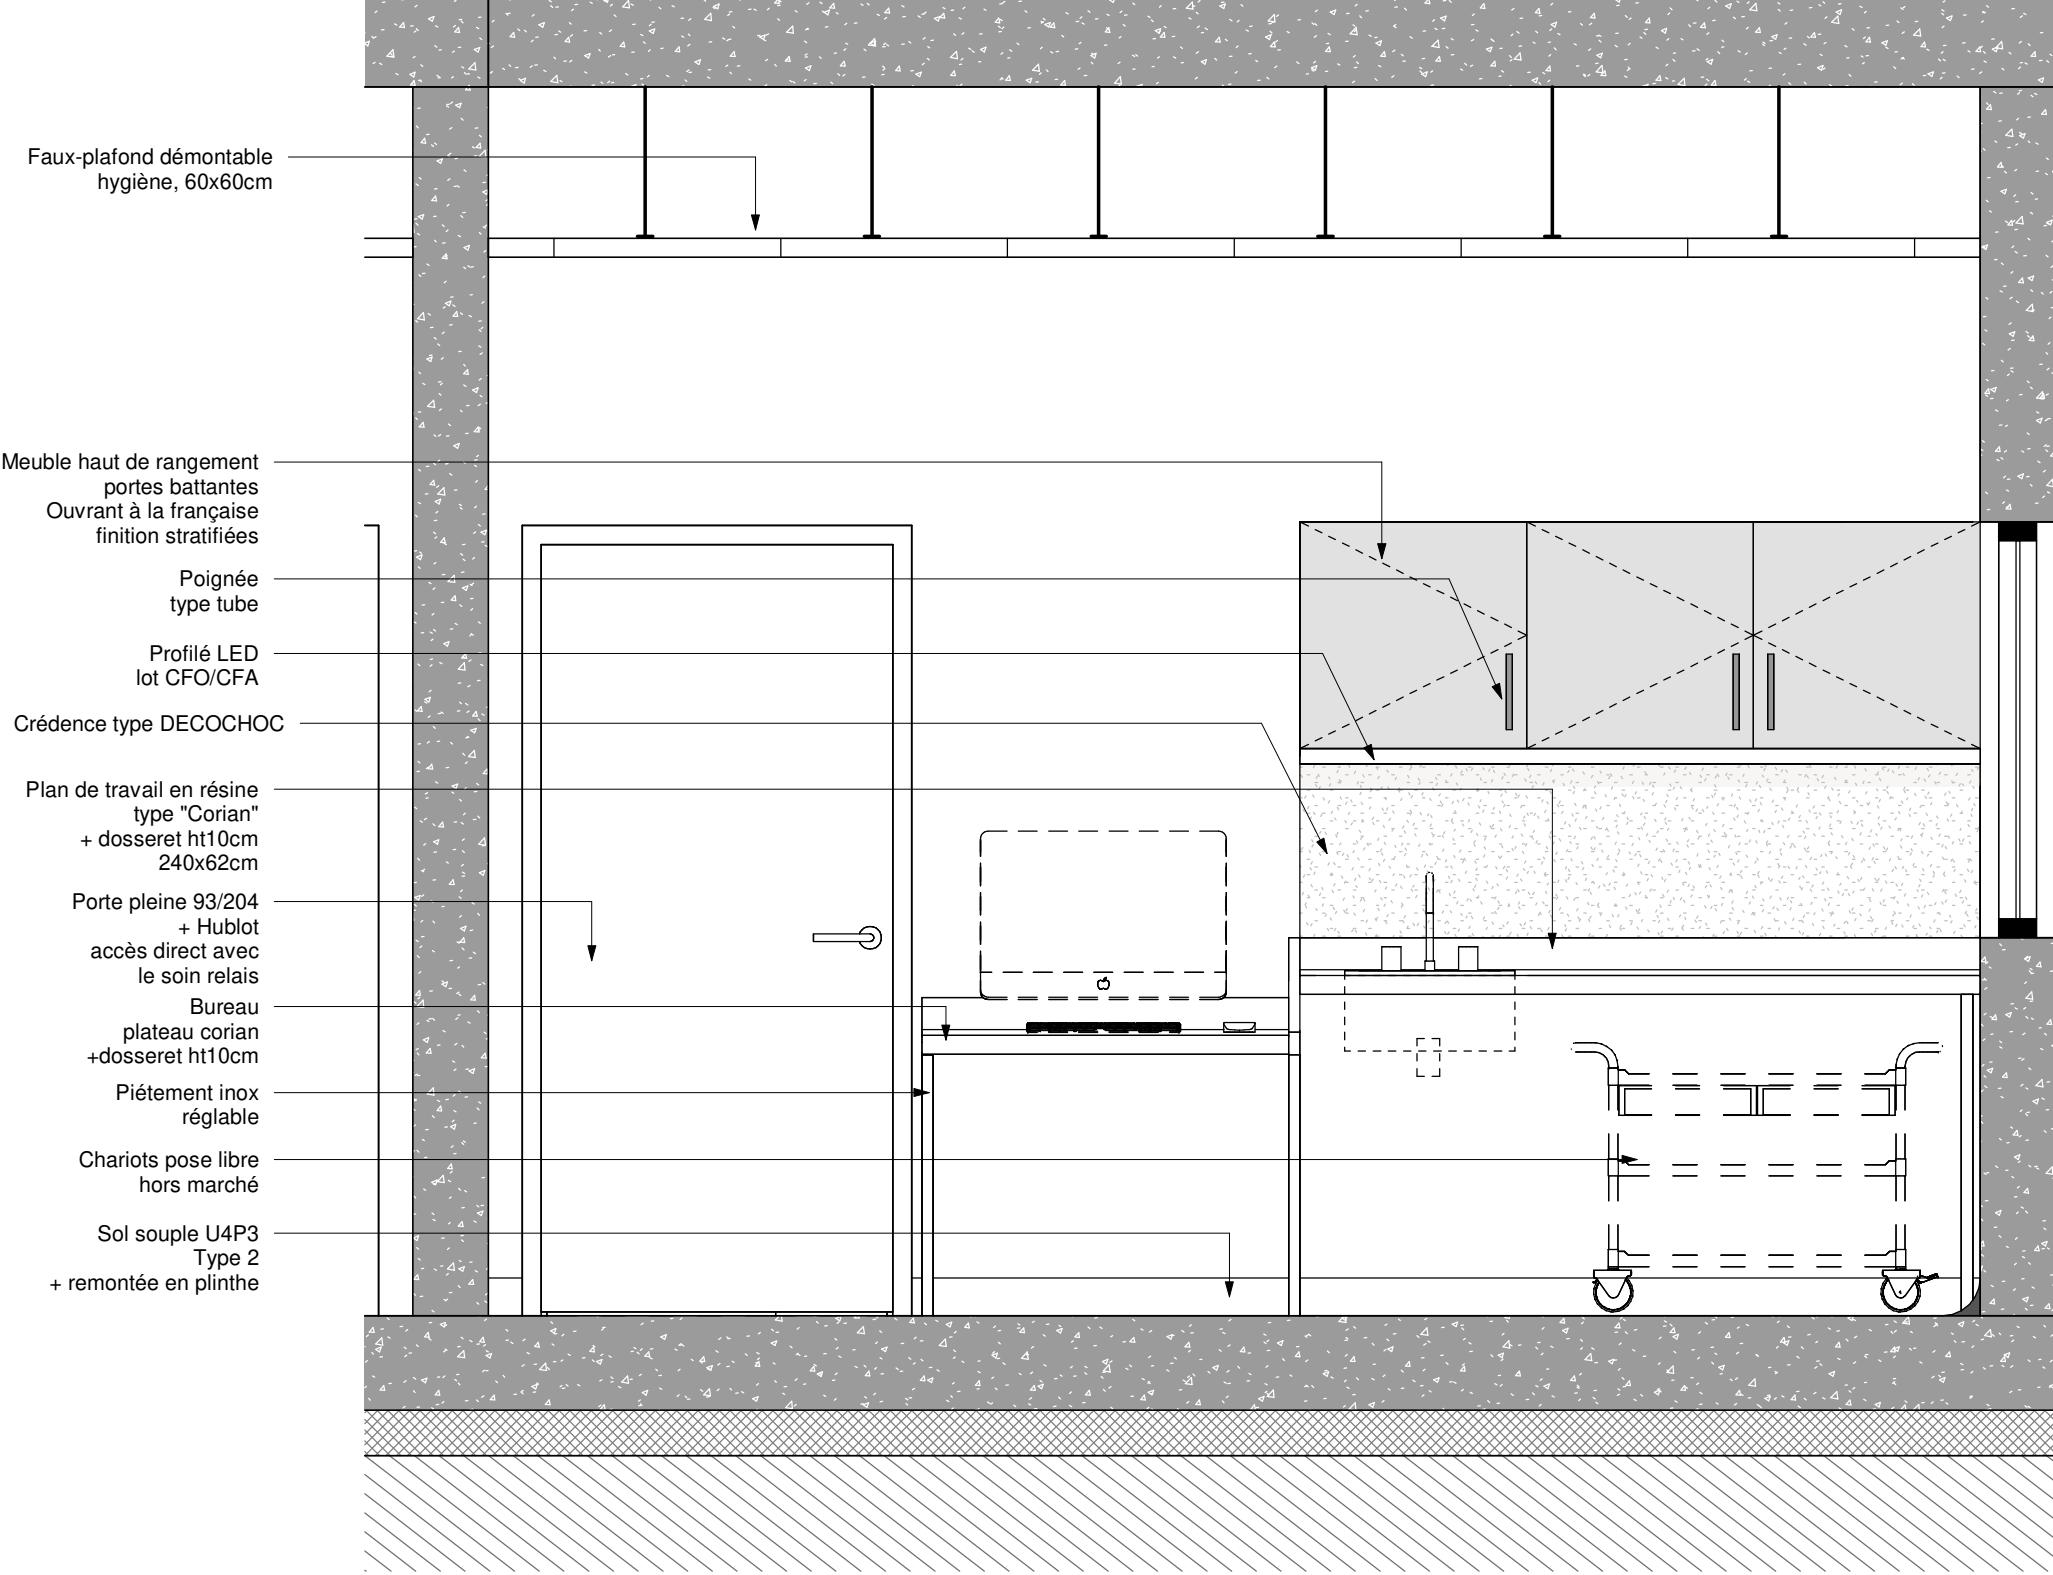 Faux-plafond démontable
hygiène, 60x60cm
Meuble haut de rangement
portes battantes
Ouvrant à la française
finition stratifiées
Poignée
type tube
Profilé LED
lot CFO/CFA
Crédence type DECOCHOC
Plan de travail en résine
type "Corian"
+ dosseret ht10cm
240x62cm
Porte pleine 93/204
+ Hublot
accès direct avec
le soin relais
Bureau
plateau corian
+dosseret ht10cm
Piétement inox
réglable
Chariots pose libre
hors marché
Sol souple U4P3
Type 2
+ remontée en plinthe